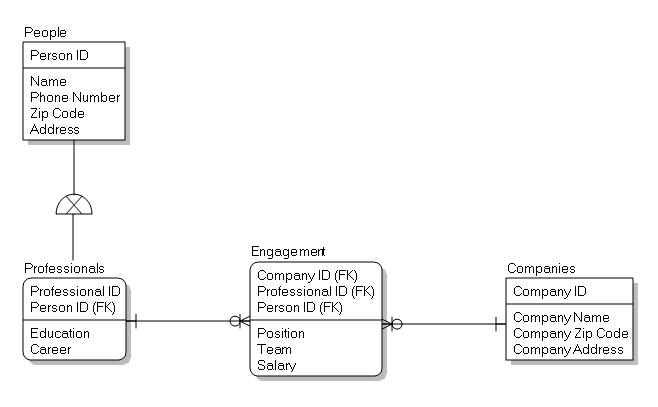 People
Person ID
Name
Phone Number
Zip Code
Address
Professionals
Professional ID
Person ID (FK)
Education
Career
Engagement
Company ID (FK)
Professional ID (FK)
Person ID (FK)
Position
Team
Salary
Companies
Company ID
Company Name
Company Zip Code
Company Address